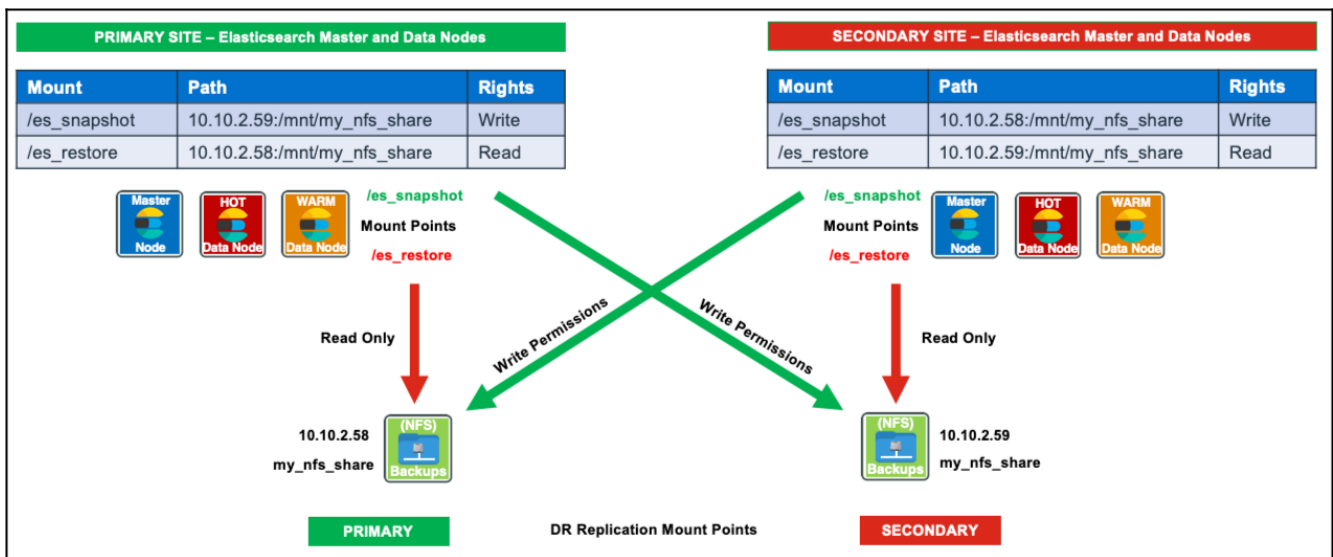 PRIMARY SITE – Elasticsearch Master and Data Nodes
SECONDARY SITE – Elasticsearch Master and Data Nodes
Mount Path Rights
/es_snapshot 10.10.2.59:/mnt/my_nfs_share Write
/es_restore 10.10.2.58:/mnt/my_nfs_share Read
Mount Path Rights
/es_snapshot 10.10.2.58:/mnt/my_nfs_share Write
/es_restore 10.10.2.59:/mnt/my_nfs_share Read
Master
Node
HOT
Data Node
WARM
Data Node
/es_snapshot
Mount Points
/es_restore
/es_snapshot
Mount Points
/es_restore
Master
Node
HOT
Data Node
WARM
Data Node
Read Only
Write Permissions
Write Permissions
Read Only
10.10.2.58
my_nfs_share
(NFS)
Backups
(NFS)
Backups
10.10.2.59
my_nfs_share
PRIMARY
DR Replication Mount Points
SECONDARY